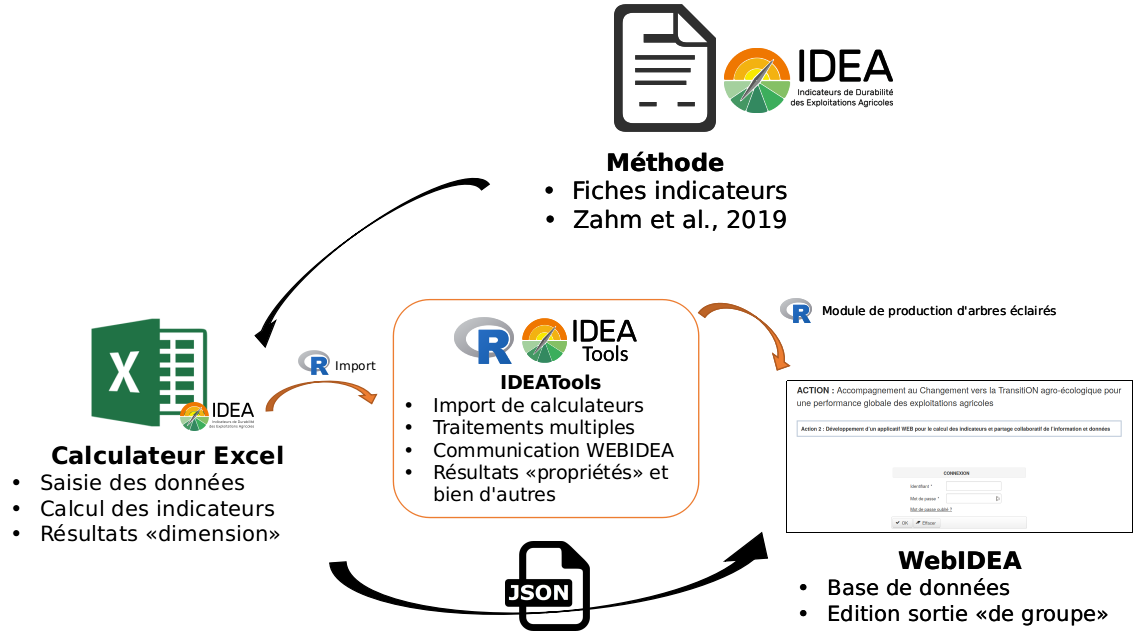 IDEA
Indicateurs de Durabilité
des Exploitations Agricoles
Méthode
• Fiches indicateurs
• Zahm et al., 2019
X
IDEA
Indicateurs de Durabilité
des Exploitations Agricoles
Calculateur Excel
• Saisie des données
• Calcul des indicateurs
• Résultats «dimension»
R Import
R IDEA
Tools
IDEATools
• Import de calculateurs
• Traitements multiples
• Communication WEBIDEA
• Résultats «propriétés» et
bien d'autres
R Module de production d'arbres éclairés
ACTION : Accompagnement au Changement vers la TransitiON agro-écologique pour
une performance globale des exploitations agricoles
Action 2 : Développement d'un applicatif WEB pour le calcul des indicateurs et partage collaboratif de l'information et données
CONNEXION
Identifiant *
Mot de passe *
Mot de passe oublié ?
OK Effacer
JSON
WebIDEA
• Base de données
• Edition sortie «de groupe»